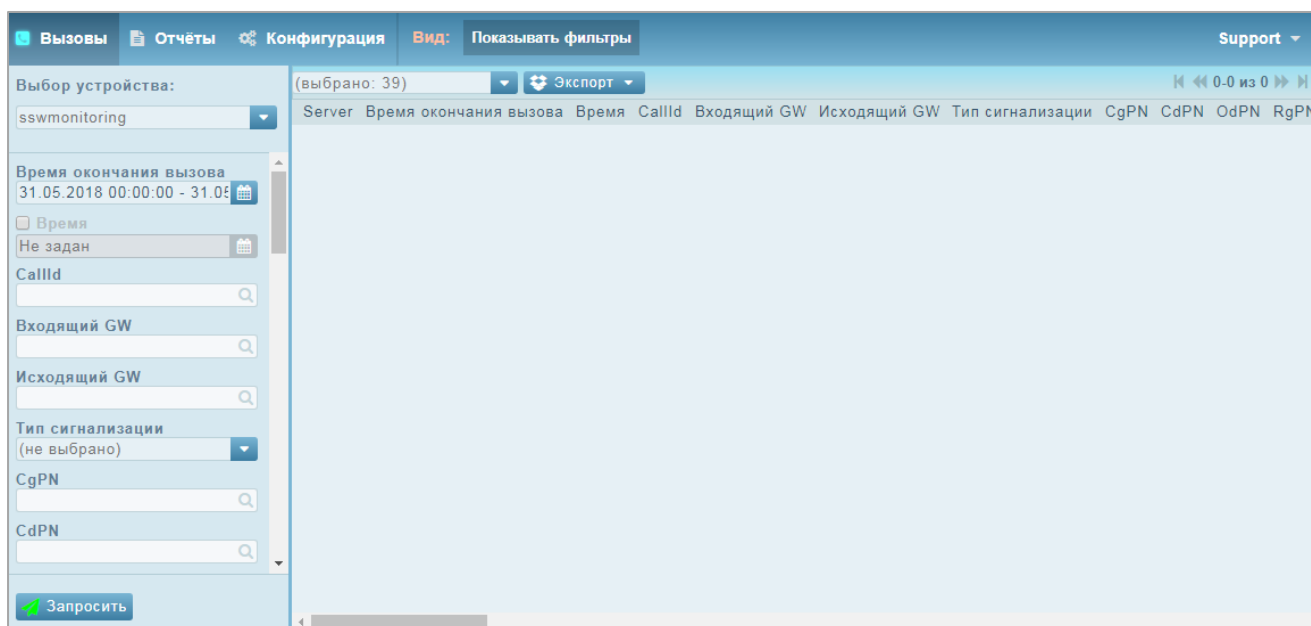 Вызовы Отчёты Конфигурация Вид: Показывать фильтры Support
Выбор устройства:
sswmonitoring
(выбрано: 39) Экспорт 0-0 из 0
Server Время окончания вызова Время CallId Входящий GW Исходящий GW Тип сигнализации CgPN CdPN OdPN RgPN
Время окончания вызова
31.05.2018 00:00:00 - 31.05
Время
Не задан
CallId
Входящий GW
Исходящий GW
Тип сигнализации
(не выбрано)
CgPN
CdPN
Запросить